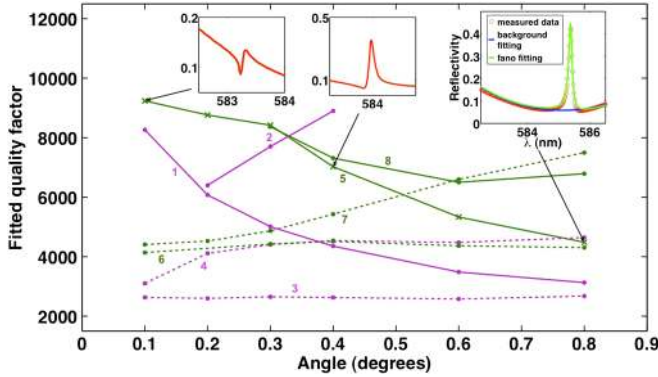 0.2
0.1
583 584
0.5
0.1
584
measured data
background
fitting
fano fitting
Reflectivity
0.4
0.3
0.2
0.1
0
584 586
λ (nm)
Fitted quality factor
12000
10000
8000
6000
4000
2000
1
2
3
4
5
6
7
8
0 0.1 0.2 0.3 0.4 0.5 0.6 0.7 0.8 0.9
Angle (degrees)